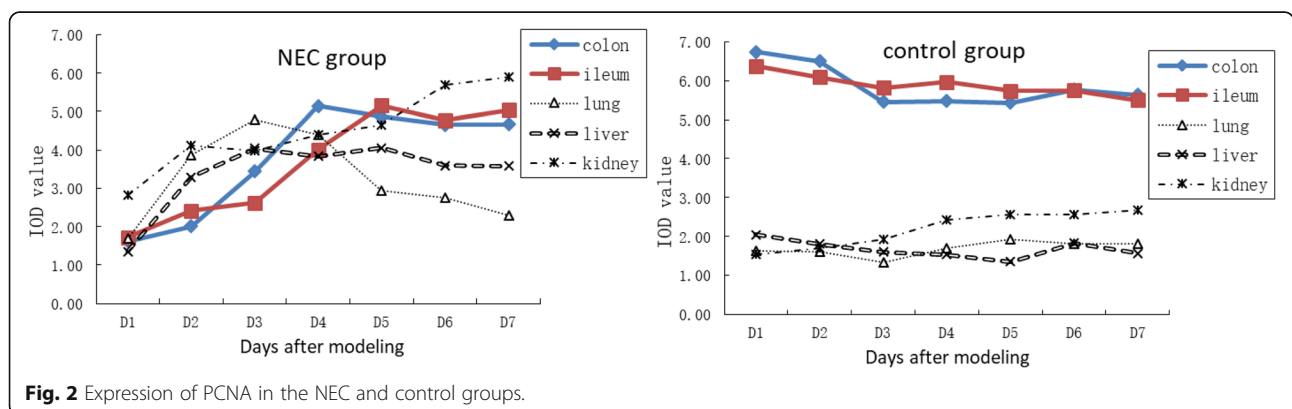 NEC group
7.00
6.00
5.00
4.00
3.00
2.00
1.00
0.00
IOD value
D1 D2 D3 D4 D5 D6 D7
Days after modeling
colon
ileum
lung
liver
kidney
control group
7.00
6.00
5.00
4.00
3.00
2.00
1.00
0.00
IOD value
D1 D2 D3 D4 D5 D6 D7
Days after modeling
colon
ileum
lung
liver
kidney
Fig. 2 Expression of PCNA in the NEC and control groups.